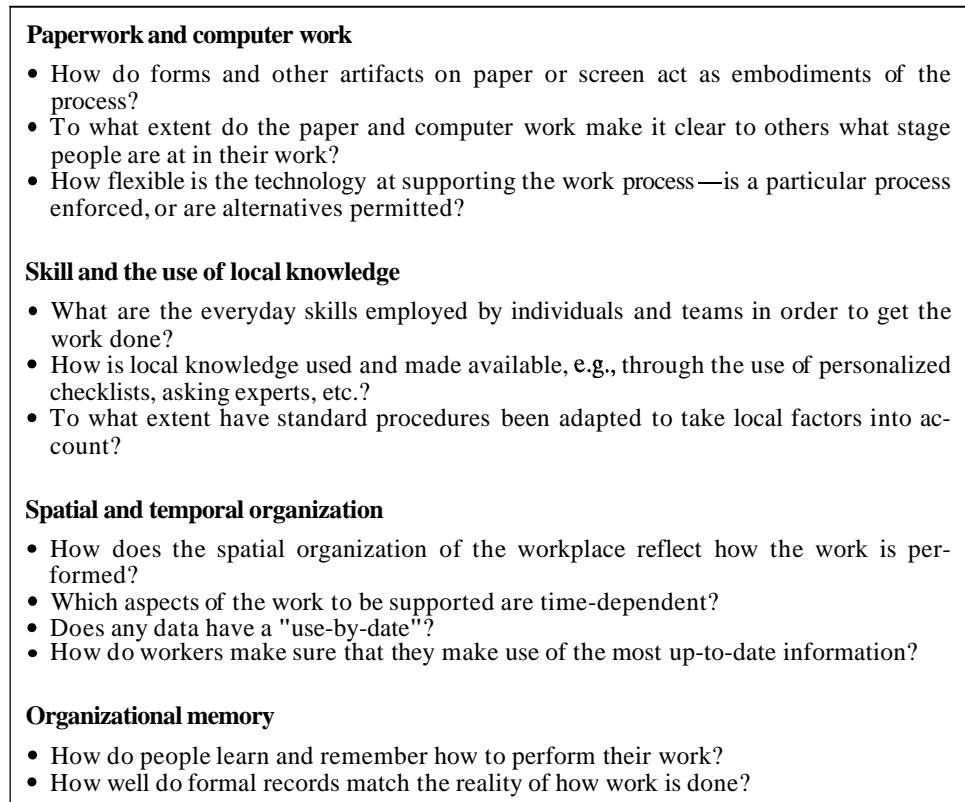 Paperwork and computer work
• How do forms and other artifacts on paper or screen act as embodiments of the
process?
• To what extent do the paper and computer work make it clear to others what stage
people are at in their work?
• How flexible is the technology at supporting the work process—is a particular process
enforced, or are alternatives permitted?
Skill and the use of local knowledge
• What are the everyday skills employed by individuals and teams in order to get the
work done?
• How is local knowledge used and made available, e.g., through the use of personalized
checklists, asking experts, etc.?
• To what extent have standard procedures been adapted to take local factors into ac-
count?
Spatial and temporal organization
• How does the spatial organization of the workplace reflect how the work is per-
formed?
• Which aspects of the work to be supported are time-dependent?
• Does any data have a "use-by-date"?
• How do workers make sure that they make use of the most up-to-date information?
Organizational memory
• How do people learn and remember how to perform their work?
• How well do formal records match the reality of how work is done?